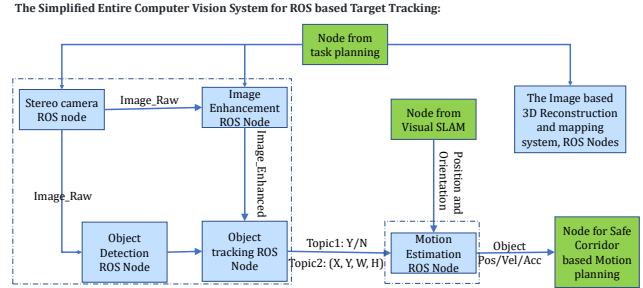 The Simplified Entire Computer Vision System for ROS based Target Tracking:
Node from
task planning
Stereo camera
ROS node
Image_Raw
Image
Enhancement
ROS Node
Node from
Visual SLAM
The Image based
3D Reconstruction
and mapping
system, ROS Nodes
Image_Raw
Image_Enhanced
Position and
Orientation
Object
Detection
ROS Node
Object
tracking ROS
Node
Topic1: Y/N
Topic2: (X, Y, W, H)
Motion
Estimation
ROS Node
Object
Pos/Vel/Acc
Node for Safe
Corridor
based Motion
planning